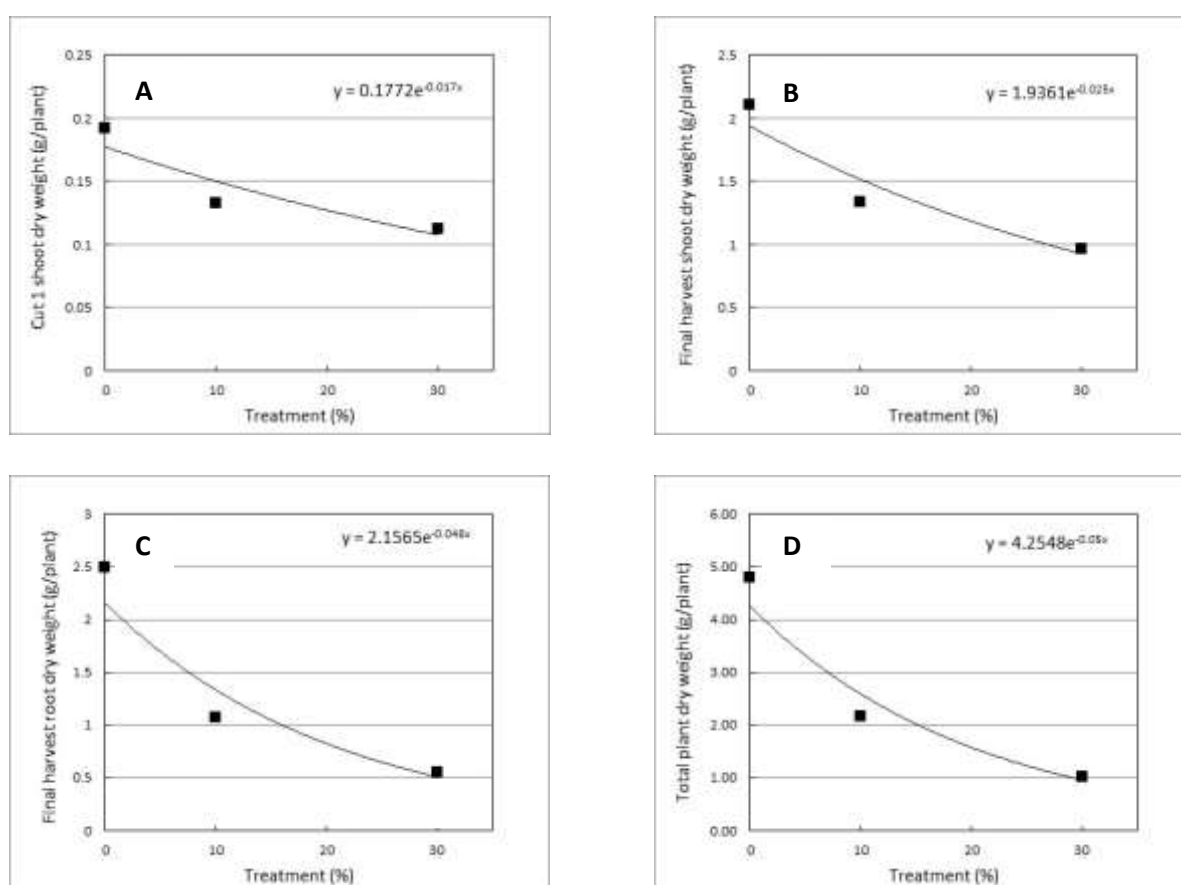 A
y = 0.1772e^-0.017x
Cut 1 shoot dry weight (g/plant)
0.25
0.2
0.15
0.1
0.05
0
0 10 20 30
Treatment (%)
B
y = 1.9361e^-0.025x
Final harvest shoot dry weight (g/plant)
2.5
2
1.5
1
0.5
0
0 10 20 30
Treatment (%)
C
y = 2.1565e^-0.048x
Final harvest root dry weight (g/plant)
3
2.5
2
1.5
1
0.5
0
0 10 20 30
Treatment (%)
D
y = 4.2548e^-0.05x
Total plant dry weight (g/plant)
6.00
5.00
4.00
3.00
2.00
1.00
0.00
0 10 20 30
Treatment (%)